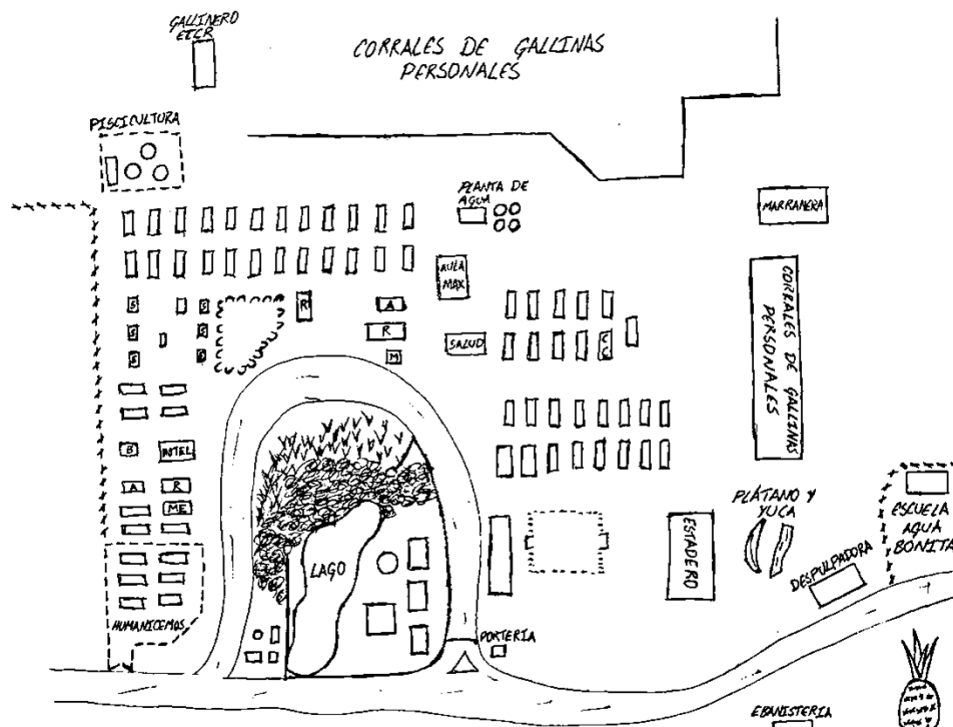 GALLINERO
ETCR
CORRALES DE GALLINAS
PERSONALES
PISCICULTURA
PLANTA DE
AGUA
MARRANERA
AULA
MAX
CORRALES DE GALLINAS
PERSONALES
S
S
R
A
S
S
R
SALUD
S
S
M
B
HOTEL
A
R
ME
PLÁTANO Y
YUCA
ESCUELA
AGUA
BONITA
ESTADERO
DESPULPADORA
LAGO
HUMANICEMOS
PORTERIA
EBANISTERIA